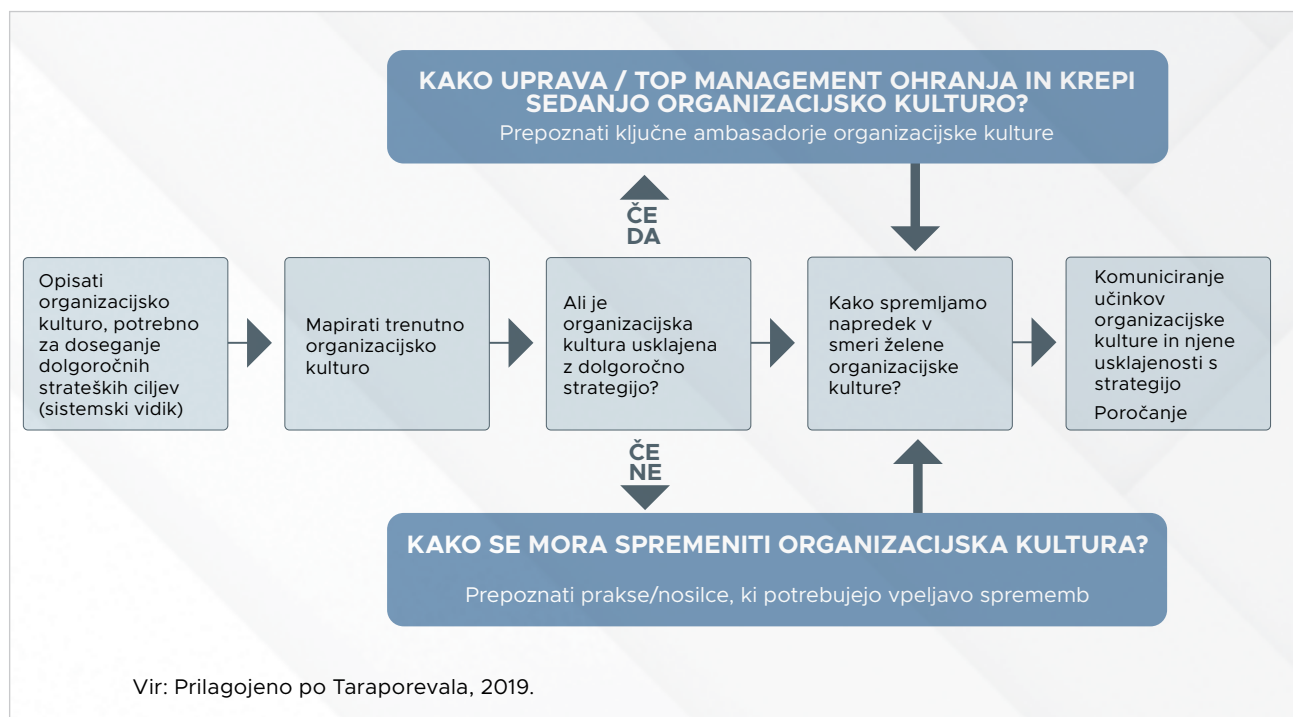 KAKO UPRAVA / TOP MANAGEMENT OHRANJA IN KREPI
SEDANJO ORGANIZACIJSKO KULTURO?
Prepoznati ključne ambasadorje organizacijske kulture
ČE
DA
Opisati
organizacijsko
kulturo, potrebno
za doseganje
dolgoročnih
strateških ciljev
(sistemski vidik)
Mapirati trenutno
organizacijsko
kulturo
Ali je
organizacijska
kultura usklajena
z dolgoročno
strategijo?
Kako spremljamo
napredek v
smeri želene
organizacijske
kulture?
Komuniciranje
učinkov
organizacijske
kulture in njene
usklajenosti s
strategijo
Poročanje
ČE
NE
KAKO SE MORA SPREMENITI ORGANIZACIJSKA KULTURA?
Prepoznati prakse/nosilce, ki potrebujejo vpeljavo sprememb
Vir: Prilagojeno po Taraporevala, 2019.